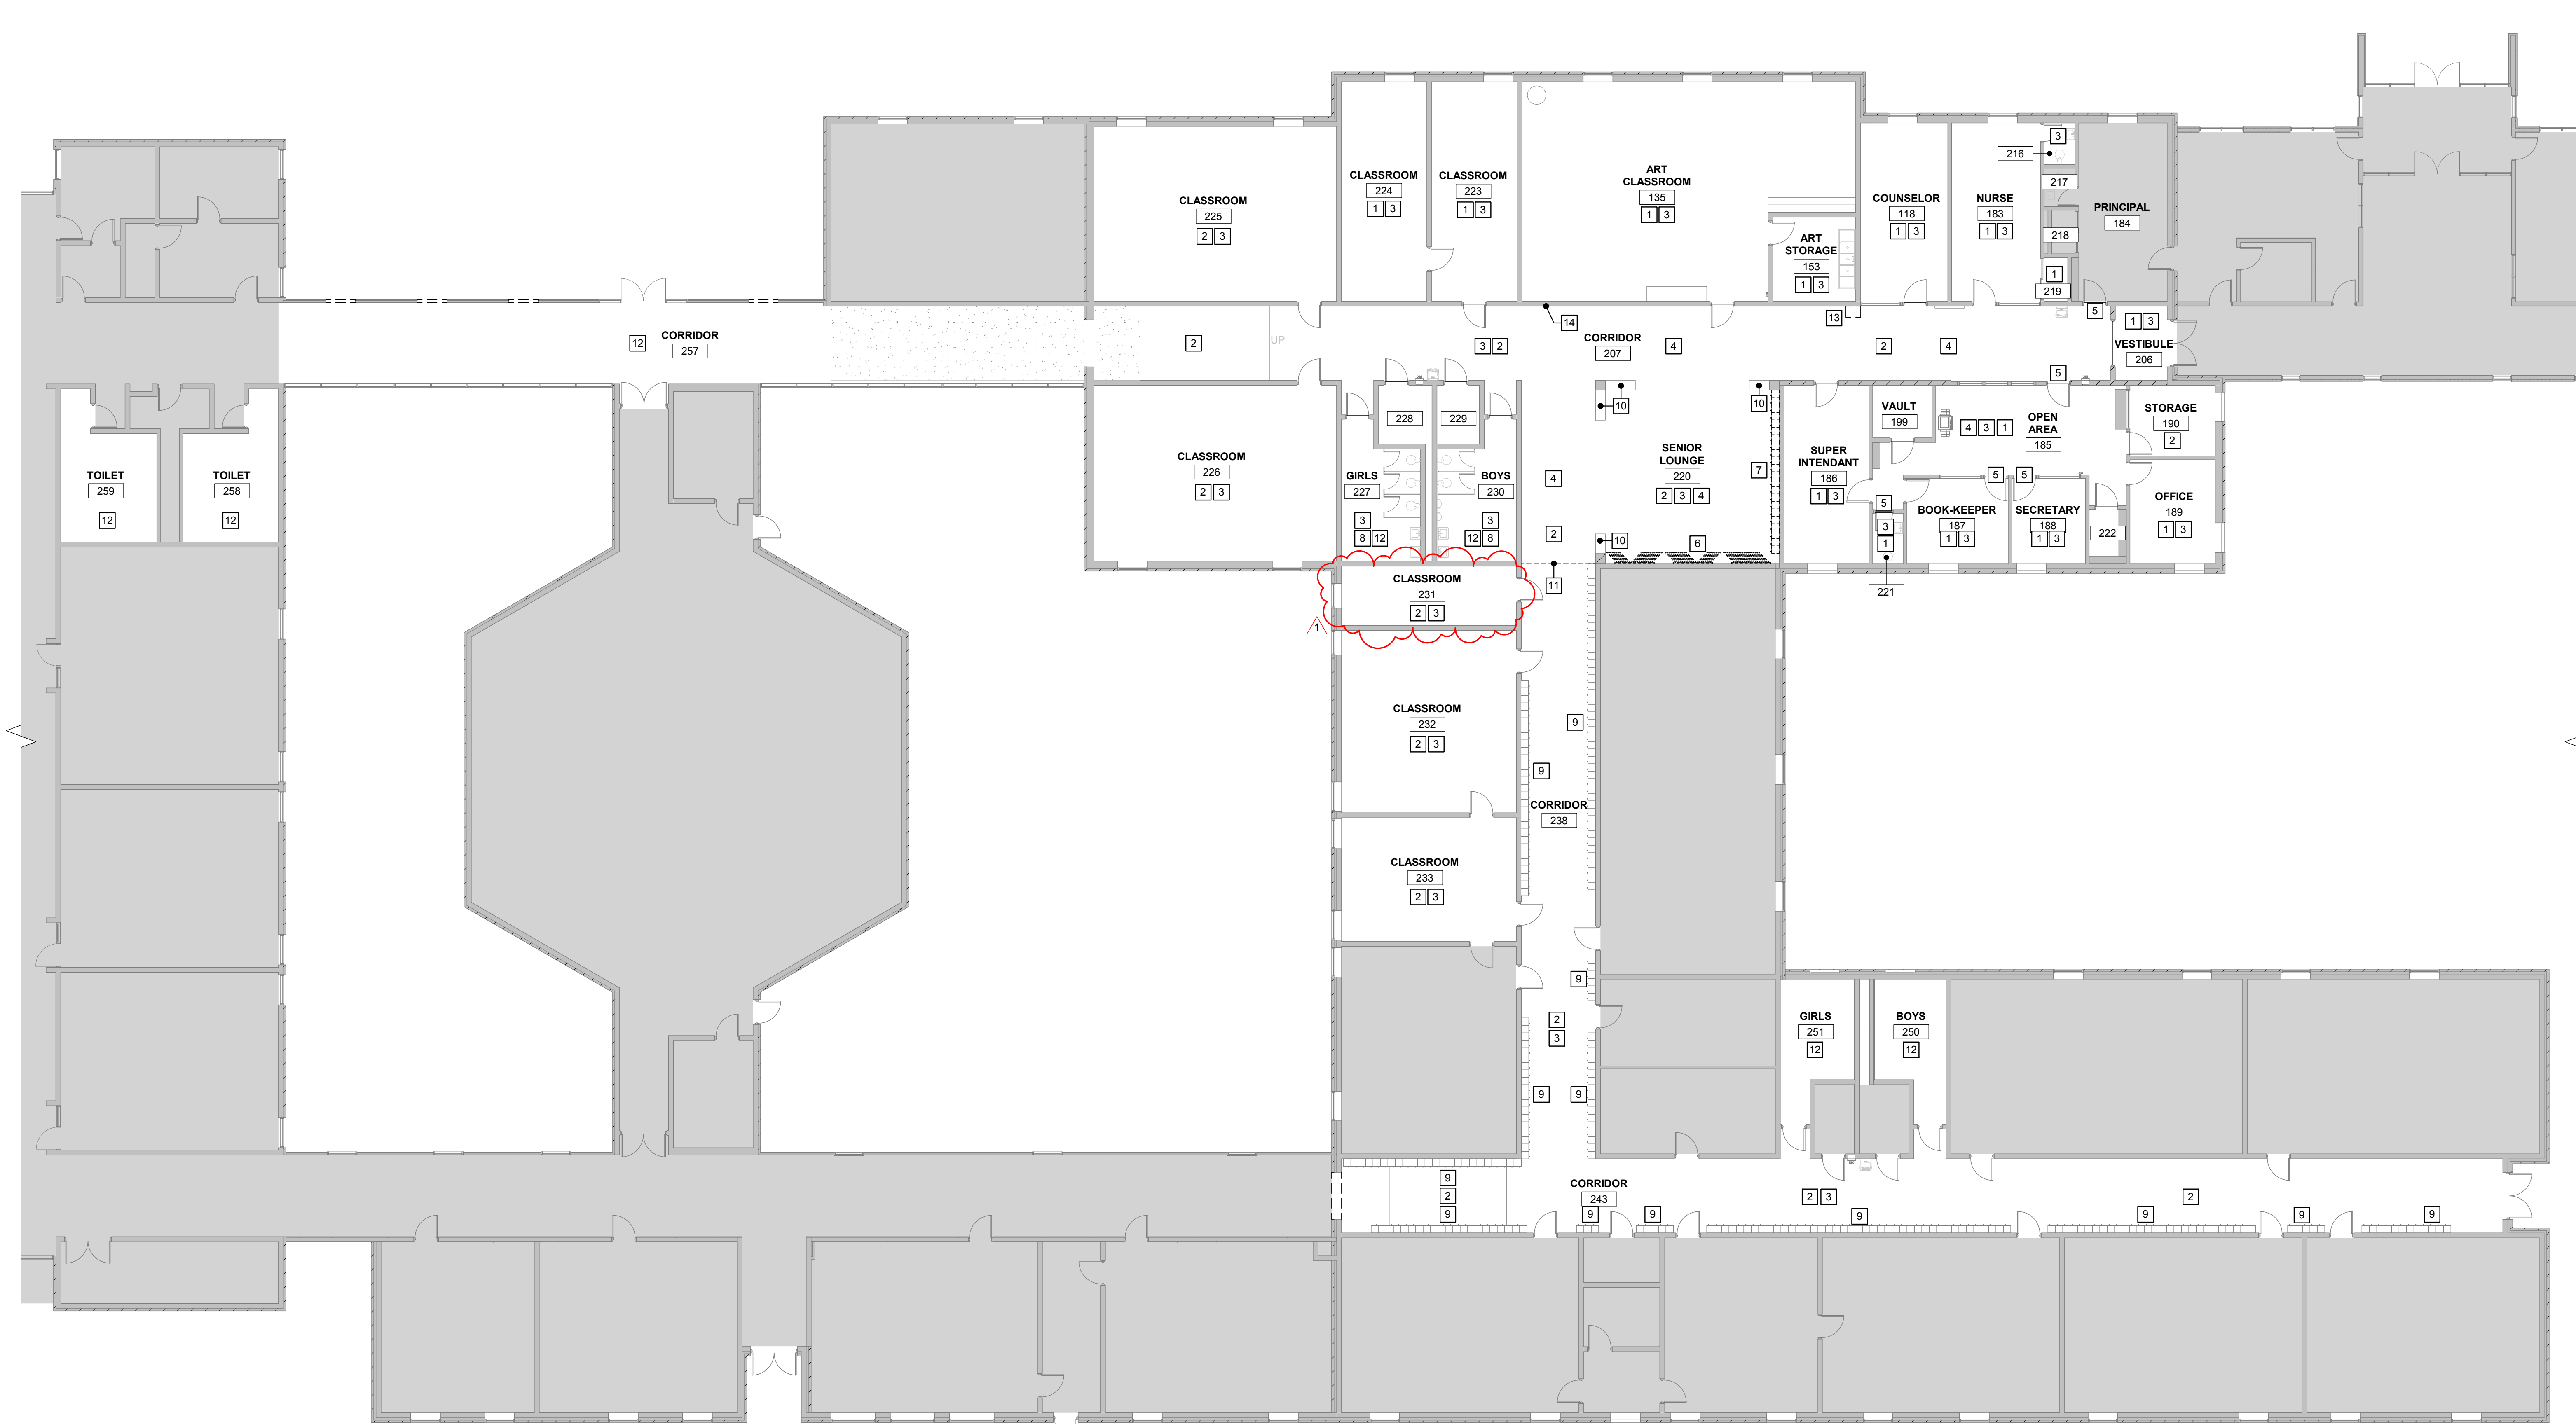 CLASSROOM
224
1 3
CLASSROOM
223
1 3
ART
CLASSROOM
135
1 3
ART
STORAGE
153
1 3
CLASSROOM
225
2 3
COUNSELOR
118
1 3
NURSE
183
1 3
3
216
217
218
1
219
PRINCIPAL
184
12
CORRIDOR
257
2
UP
3 2
14
CORRIDOR
207
4
13
2
4
5
1 3
VESTIBULE
206
5
TOILET
259
12
TOILET
258
12
CLASSROOM
226
2 3
228
229
GIRLS
227
3
8 12
BOYS
230
3
12 8
10
10
10
4
2
SENIOR
LOUNGE
220
2 3 4
7
6
10
11
SUPER
INTENDANT
186
1 3
VAULT
199
4 3 1
OPEN
AREA
185
STORAGE
190
2
5
5
5
3
1
221
BOOK-KEEPER
187
1 3
SECRETARY
188
1 3
222
OFFICE
189
1 3
CLASSROOM
231
2 3
1
CLASSROOM
232
2 3
9
9
CORRIDOR
238
CLASSROOM
233
2 3
9
2
3
9
9
GIRLS
251
12
BOYS
250
12
9
2
9
CORRIDOR
243
9
9
2 3
9
2
9
9
9